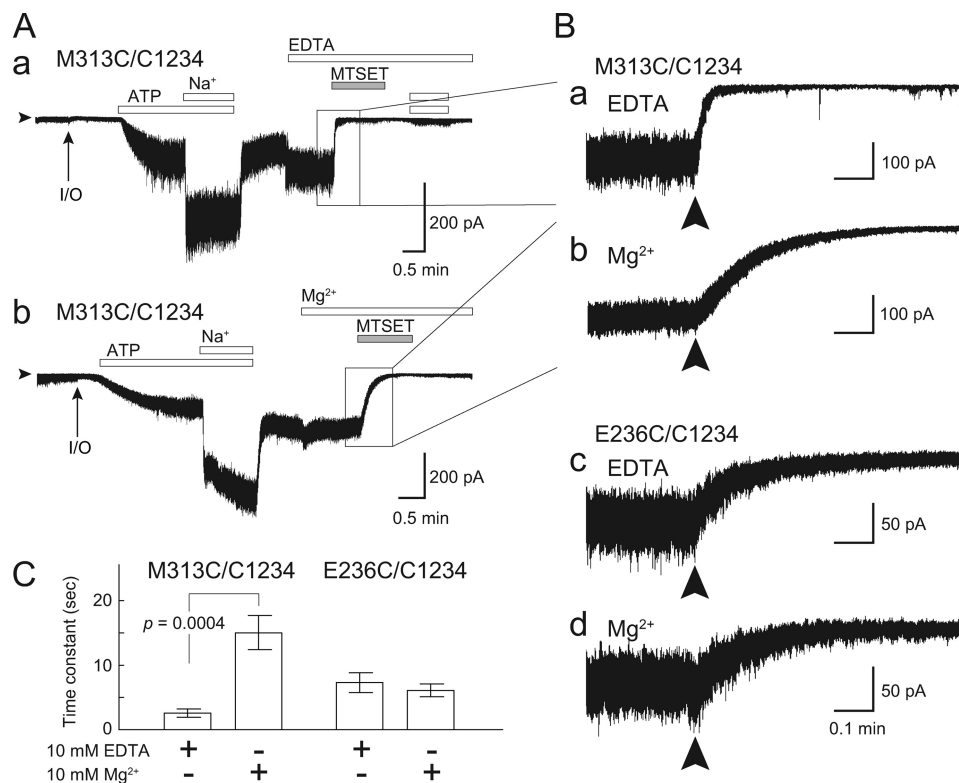 A
a
M313C/C1234
EDTA
MTSET
Na⁺
ATP
I/O
200 pA
0.5 min
b
M313C/C1234
Mg²⁺
MTSET
Na⁺
ATP
I/O
200 pA
0.5 min
B
M313C/C1234
a
EDTA
100 pA
b
Mg²⁺
100 pA
E236C/C1234
c
EDTA
50 pA
d
Mg²⁺
50 pA
0.1 min
C
M313C/C1234 E236C/C1234
Time constant (sec)
20
10
0
p = 0.0004
10 mM EDTA + - + -
10 mM Mg²⁺ - + - +